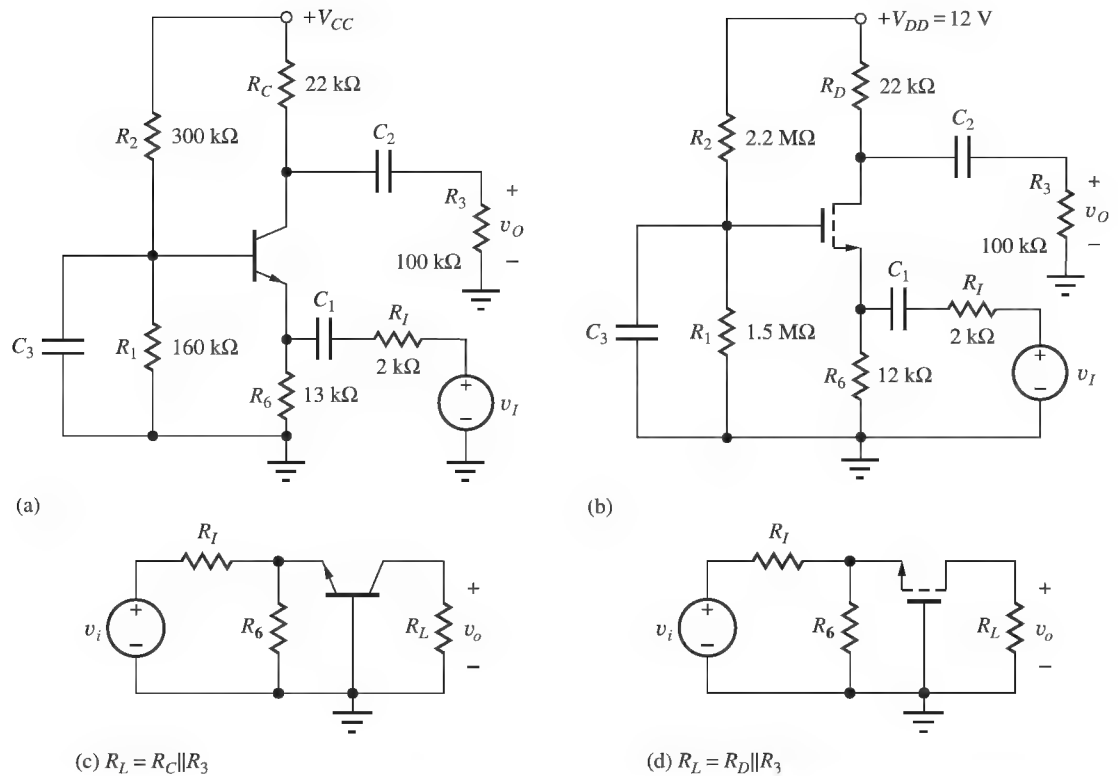 +V_CC
R_C 22 kΩ
R_2 300 kΩ
C_2
R_3
+
v_O
−
100 kΩ
C_1
R_I
2 kΩ
C_3
R_1 160 kΩ
R_6 13 kΩ
+
−
v_I
(a)
+V_DD = 12 V
R_D 22 kΩ
R_2 2.2 MΩ
C_2
R_3
+
v_O
−
100 kΩ
C_1
R_I
2 kΩ
C_3
R_1 1.5 MΩ
R_6 12 kΩ
+
−
v_I
(b)
R_I
+
−
v_i
R_6
R_L
+
v_o
−
(c) R_L = R_C||R_3
R_I
+
−
v_i
R_6
R_L
+
v_o
−
(d) R_L = R_D||R_3